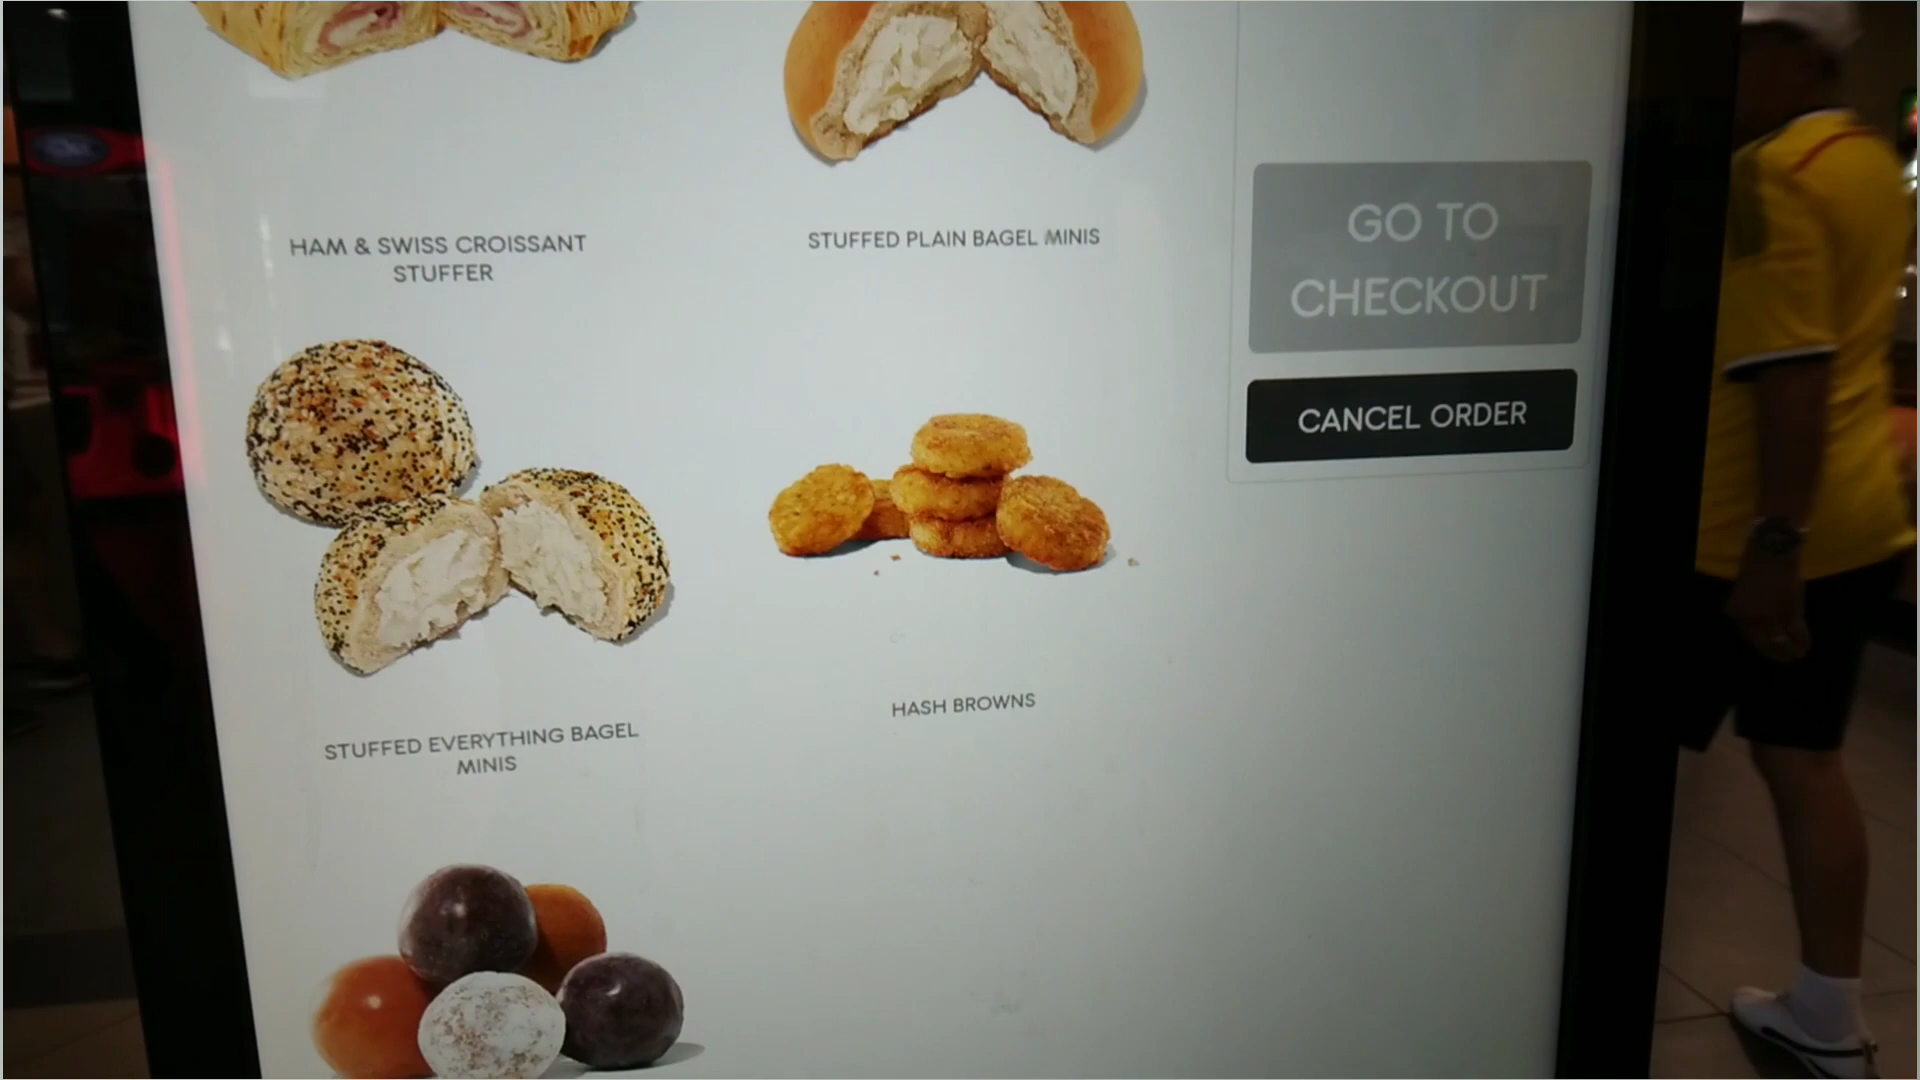 HAM & SWISS CROISSANT
STUFFER
STUFFED PLAIN BAGEL MINIS
GO TO
CHECKOUT
CANCEL ORDER
STUFFED EVERYTHING BAGEL
MINIS
HASH BROWNS